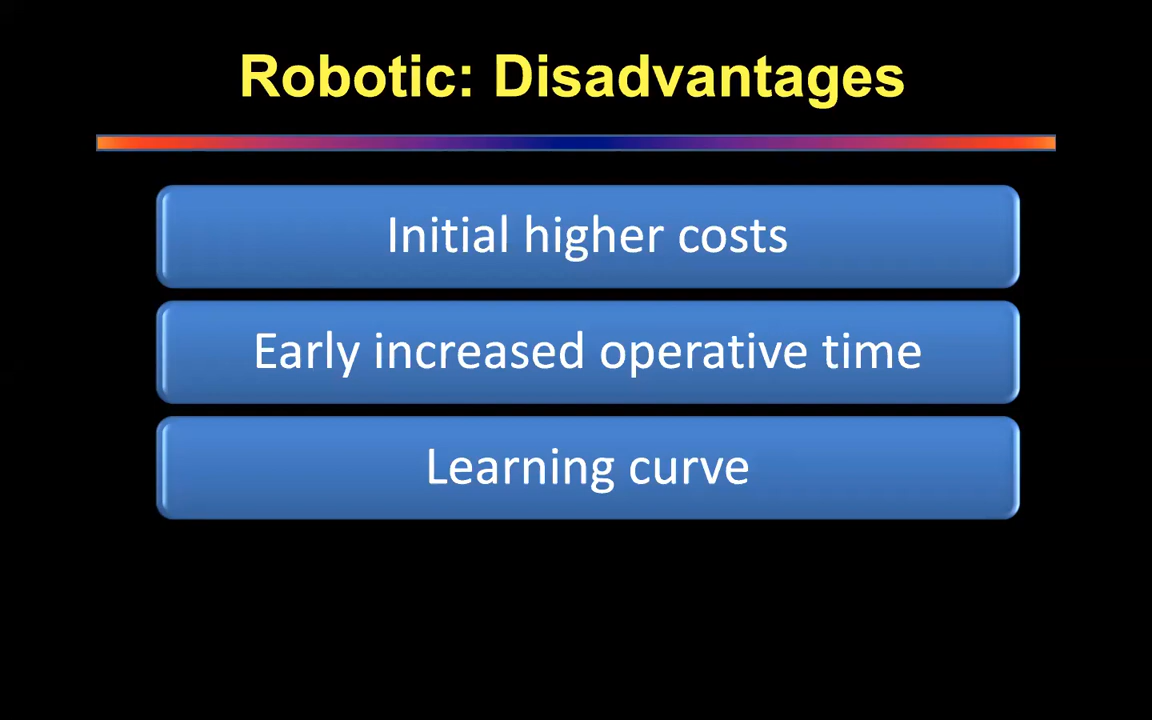 Robotic: Disadvantages
Initial higher costs
Early increased operative time
Learning curve